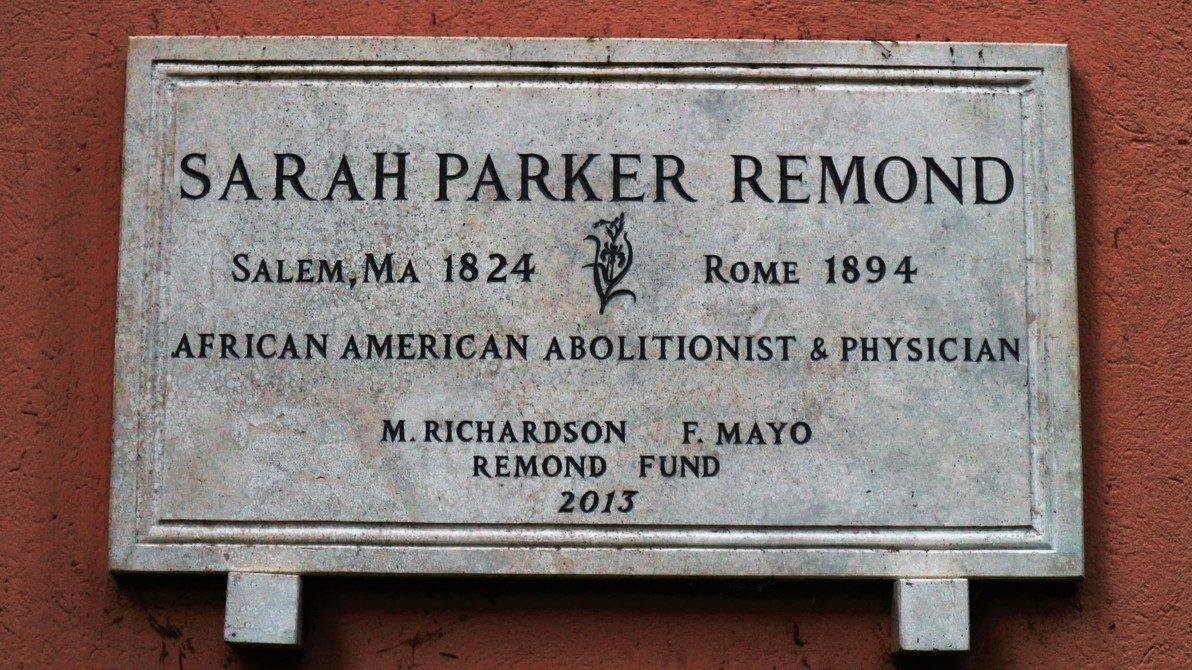 SARAH PARKER REMOND
SALEM, MA 1824 ROME 1894
AFRICAN AMERICAN ABOLITIONIST & PHYSICIAN
M. RICHARDSON F. MAYO
REMOND FUND
2013